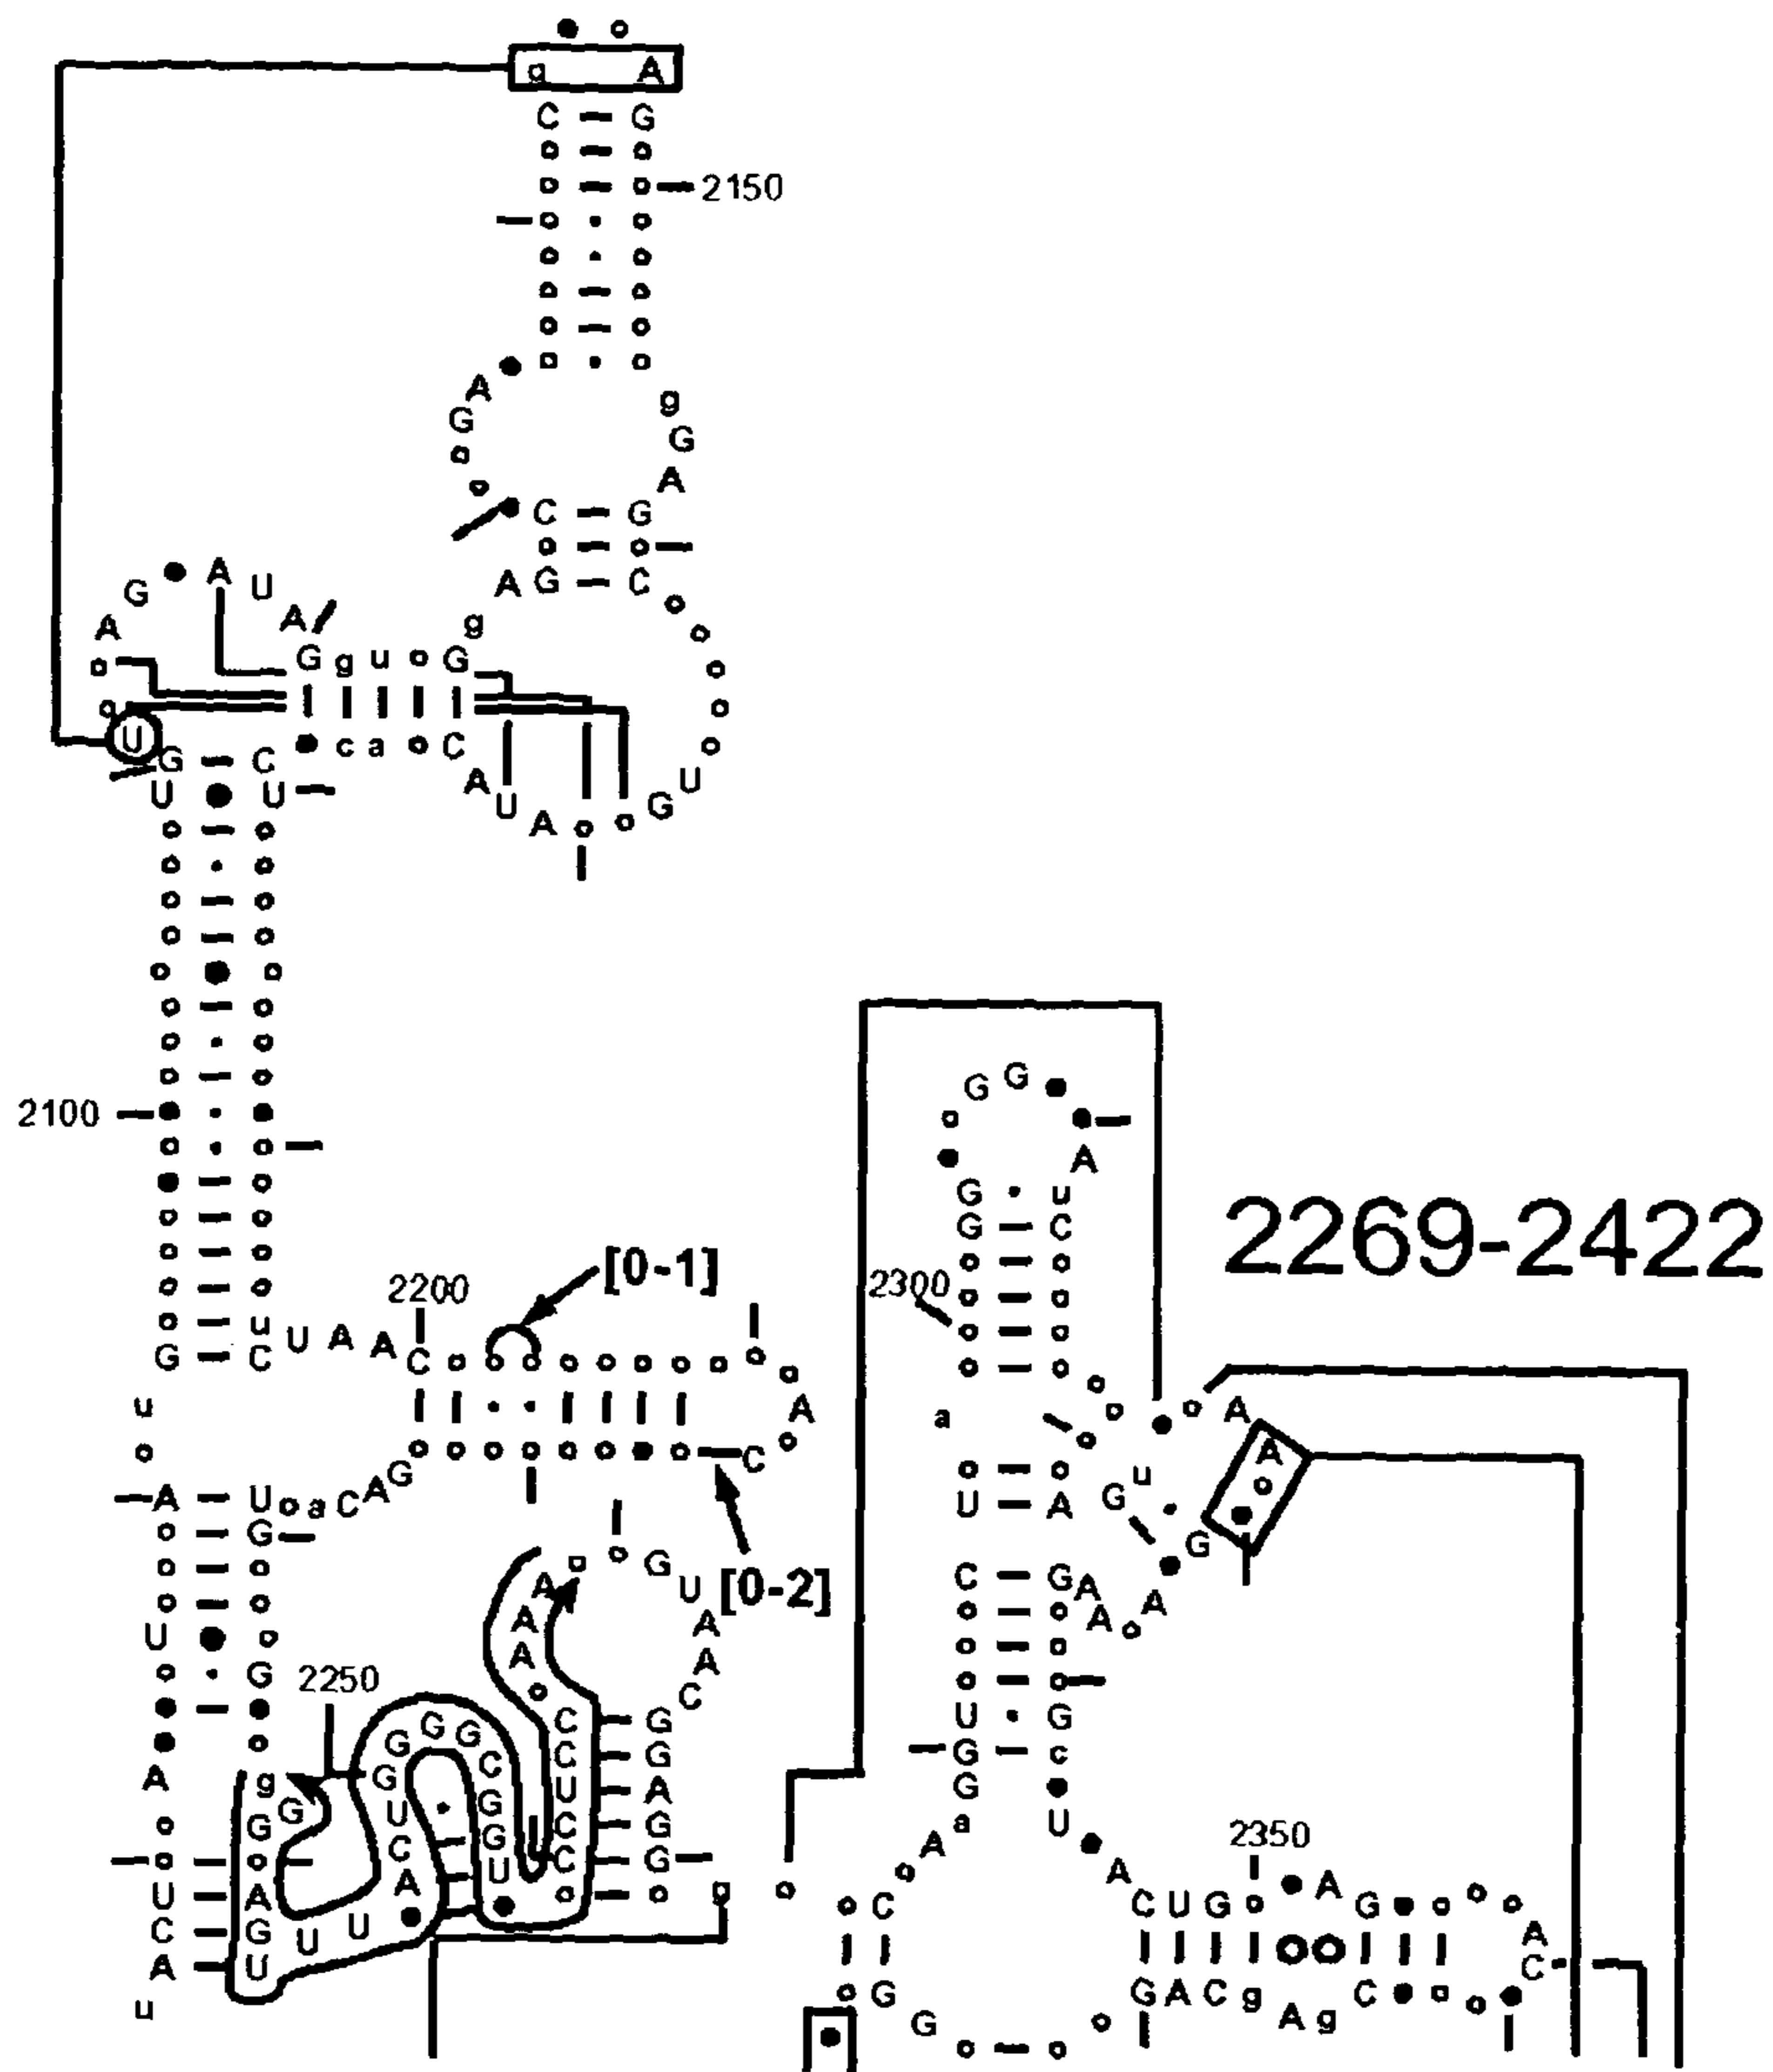 g A
C G
2150
A
g
G
G
A
C G
A G C
G A U A
A
g
G g u G
U
c a C
G C
U U
A U A G U
G G
2100
A
G u
G C
2269-2422
[0-1]
2200
2300
u
G C U A A C
u
A
A
a
C
A
u
G
A U a C A G
G
U A
G
[0-2]
A G U A A C
A
A
C G A
A
A
U
G
2250
C G
U G
G G G G C G G U
C G
G c
A g G
U C A
U A
G
G
C G
G
a
A
U
A
2350
C U G A G
U A
C G
U U
A U
u
C
G
A
C
G A C g A g C
G